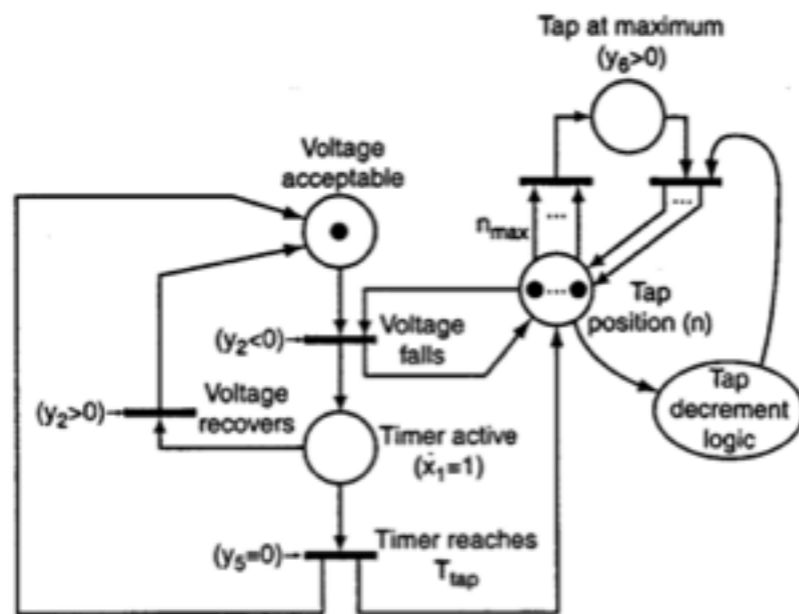 Tap at maximum
(y6>0)
Voltage
acceptable
...
nmax
...
Tap
position (n)
(y2<0)
Voltage
falls
Tap
decrement
logic
(y2>0)
Voltage
recovers
Timer active
(ẋ1=1)
(y5=0)
Timer reaches
Ttap